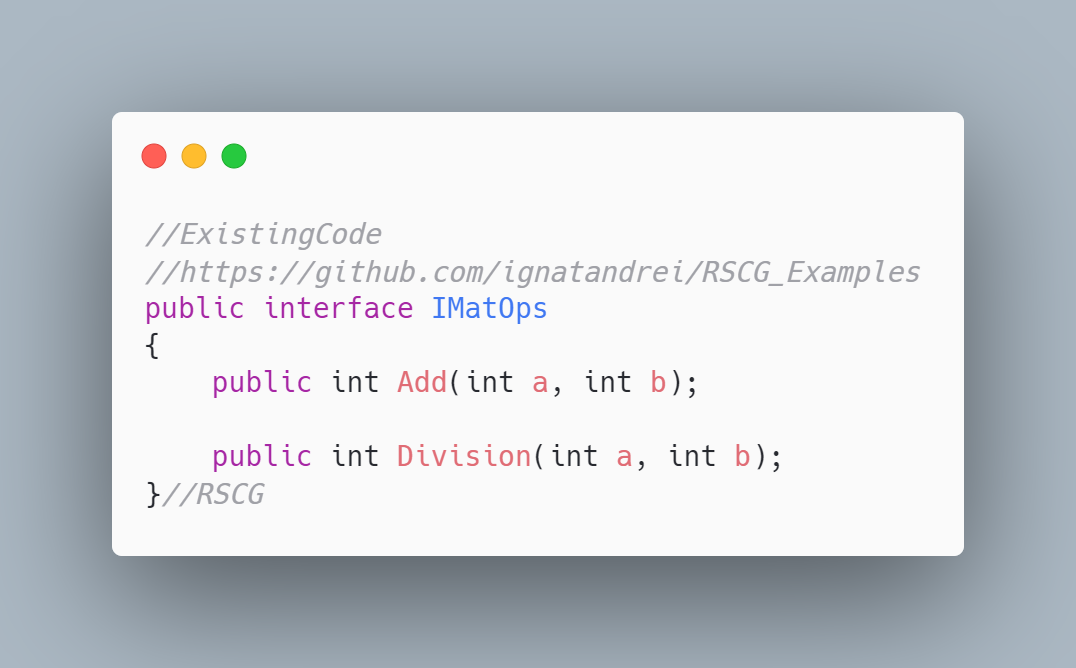 //ExistingCode
//https://github.com/ignatandrei/RSCG_Examples
public interface IMatOps
{
    public int Add(int a, int b);

    public int Division(int a, int b);
}//RSCG